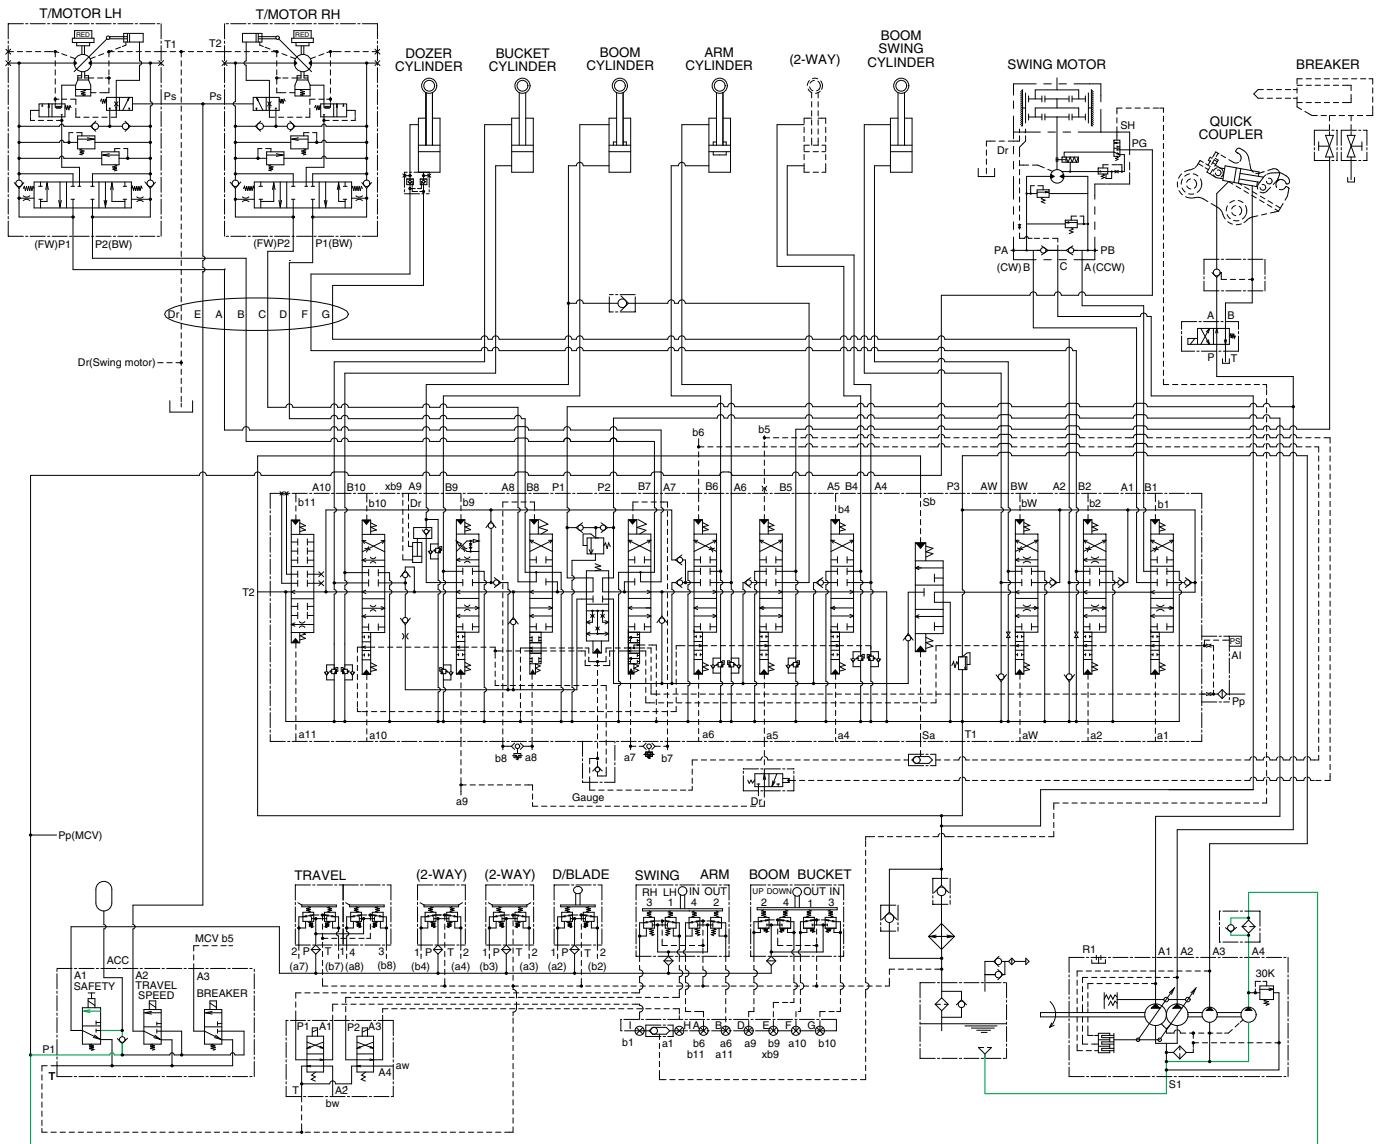 T/MOTOR LH
T/MOTOR RH
RED
RED
T1 T2
Ps Ps
(FW)P1 P2(BW)
(FW)P2 P1(BW)
DOZER
CYLINDER
BUCKET
CYLINDER
BOOM
CYLINDER
ARM
CYLINDER
(2-WAY)
BOOM
SWING
CYLINDER
SWING MOTOR
SH
PG
Dr
PA PB
(CW) B C A (CCW)
BREAKER
QUICK
COUPLER
A B
P T
Dr E A B C D F G
Dr(Swing motor)
b6 b5
A10 B10 xb9 A9 B9 A8 B8 P1 P2 B7 A7 B6 A6 B5 A5 B4 A4 P3 AW BW A2 B2 A1 B1
b11 b10 Dr b9 b4 Sb bW b2 b1
T2
PS
AI
Pp
a11 a10 a6 a5 a4 Sa T1 aW a2 a1
b8 a8 a7 b7
a9 Gauge Dr
Pp(MCV)
TRAVEL
2 P T 1 4 3
(a7) (b7) (a8) (b8)
(2-WAY)
1 P T 2
(b4) (a4)
(2-WAY)
1 P T 2
(b3) (a3)
D/BLADE
1 P T 2
(a2) (b2)
SWING ARM
RH LH IN OUT
3 1 4 2
BOOM BUCKET
UP DOWN OUT IN
2 4 1 3
MCV b5
ACC
A1 A2 A3
SAFETY
TRAVEL
SPEED
BREAKER
P1
T
P1 A1 P2 A3
A4
aw
T A2
bw
I H A B D E F G
b1 a1 b6 a6 a9 b9 a10 b10
b11 a11 xb9
R1 A1 A2 A3 A4
30K
S1